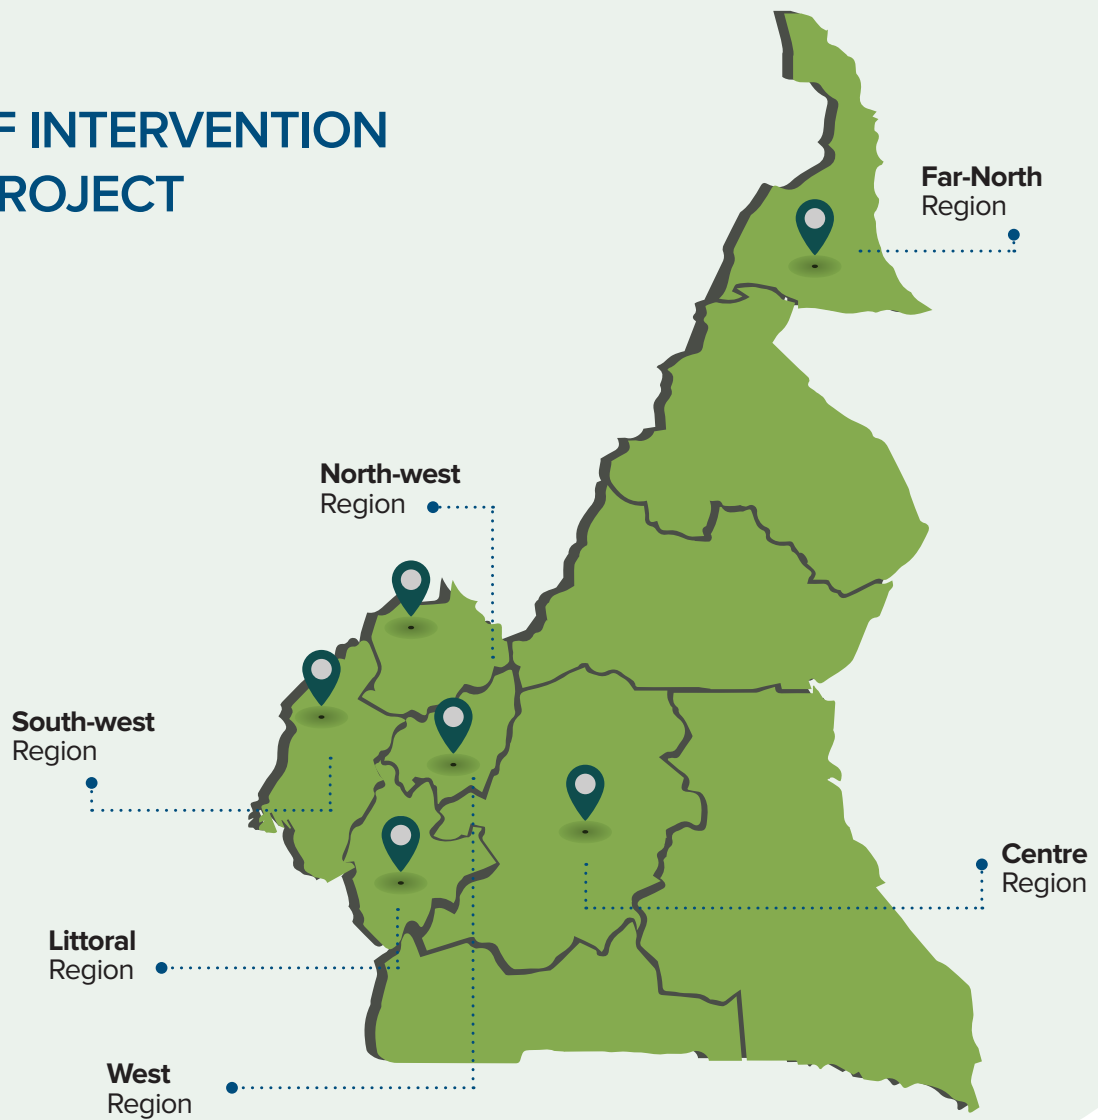 F INTERVENTION
ROJECT
Far-North
Region
North-west
Region
South-west
Region
Centre
Region
Littoral
Region
West
Region